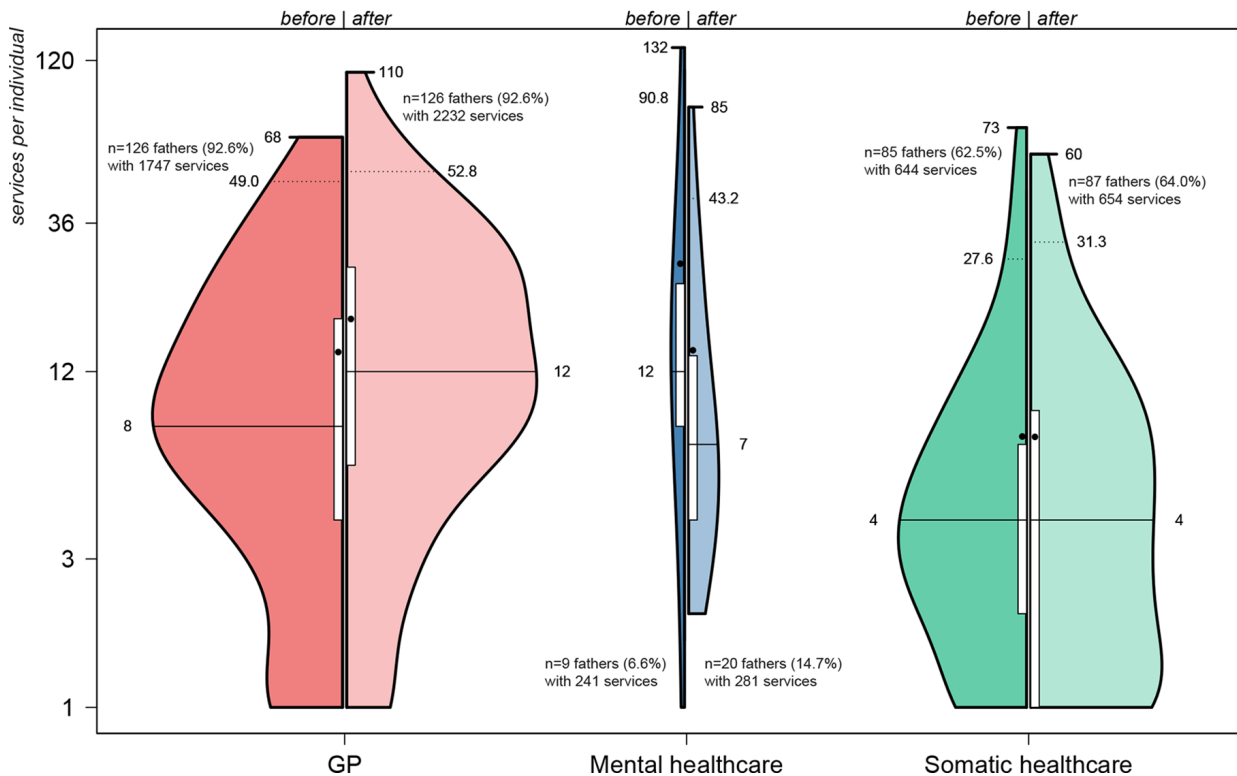 before | after
before | after
before | after
services per individual
120
36
12
3
1
110
n=126 fathers (92.6%)
with 2232 services
68
n=126 fathers (92.6%)
with 1747 services
49.0
52.8
8
12
132
90.8
85
43.2
12
7
n=9 fathers (6.6%)
with 241 services
n=20 fathers (14.7%)
with 281 services
73
n=85 fathers (62.5%)
with 644 services
60
n=87 fathers (64.0%)
with 654 services
27.6
31.3
4
4
GP
Mental healthcare
Somatic healthcare